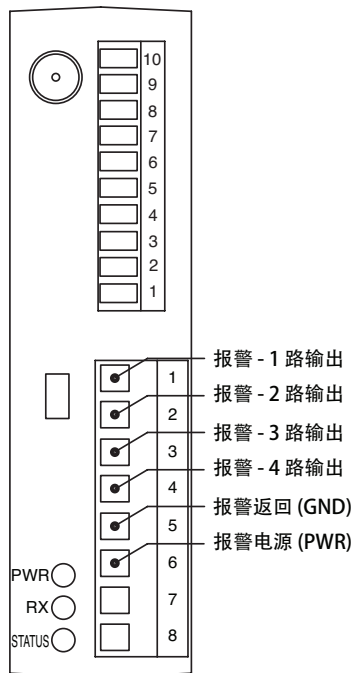 10
9
8
7
6
5
4
3
2
1
1
2
3
4
5
6
7
8
报警 - 1 路输出
报警 - 2 路输出
报警 - 3 路输出
报警 - 4 路输出
报警返回 (GND)
报警电源 (PWR)
PWR
RX
STATUS